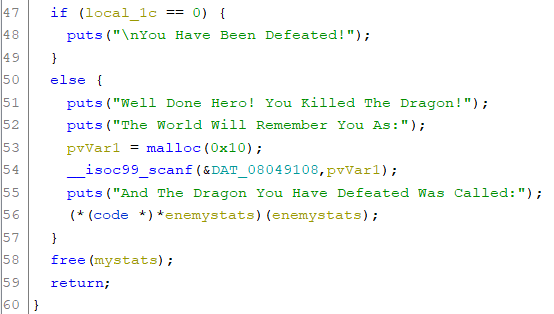 47 if (local_1c == 0) {
48 puts("\nYou Have Been Defeated!");
49 }
50 else {
51 puts("Well Done Hero! You Killed The Dragon!");
52 puts("The World Will Remember You As:");
53 pvVar1 = malloc(0x10);
54 __isoc99_scanf(&DAT_08049108,pvVar1);
55 puts("And The Dragon You Have Defeated Was Called:");
56 (*(code *)*enemystats)(enemystats);
57 }
58 free(mystats);
59 return;
60 }